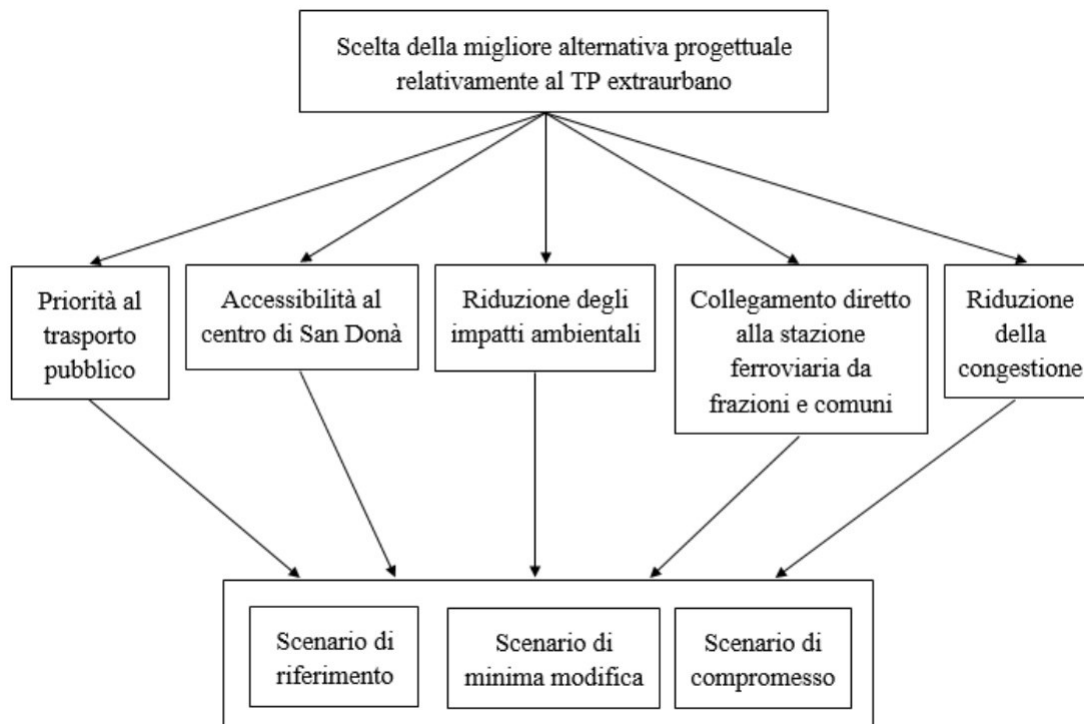 Scelta della migliore alternativa progettuale
relativamente al TP extraurbano
Priorità al
trasporto
pubblico
Accessibilità al
centro di San Donà
Riduzione degli
impatti ambientali
Collegamento diretto
alla stazione
ferroviaria da
frazioni e comuni
Riduzione
della
congestione
Scenario di
riferimento
Scenario di
minima modifica
Scenario di
compromesso